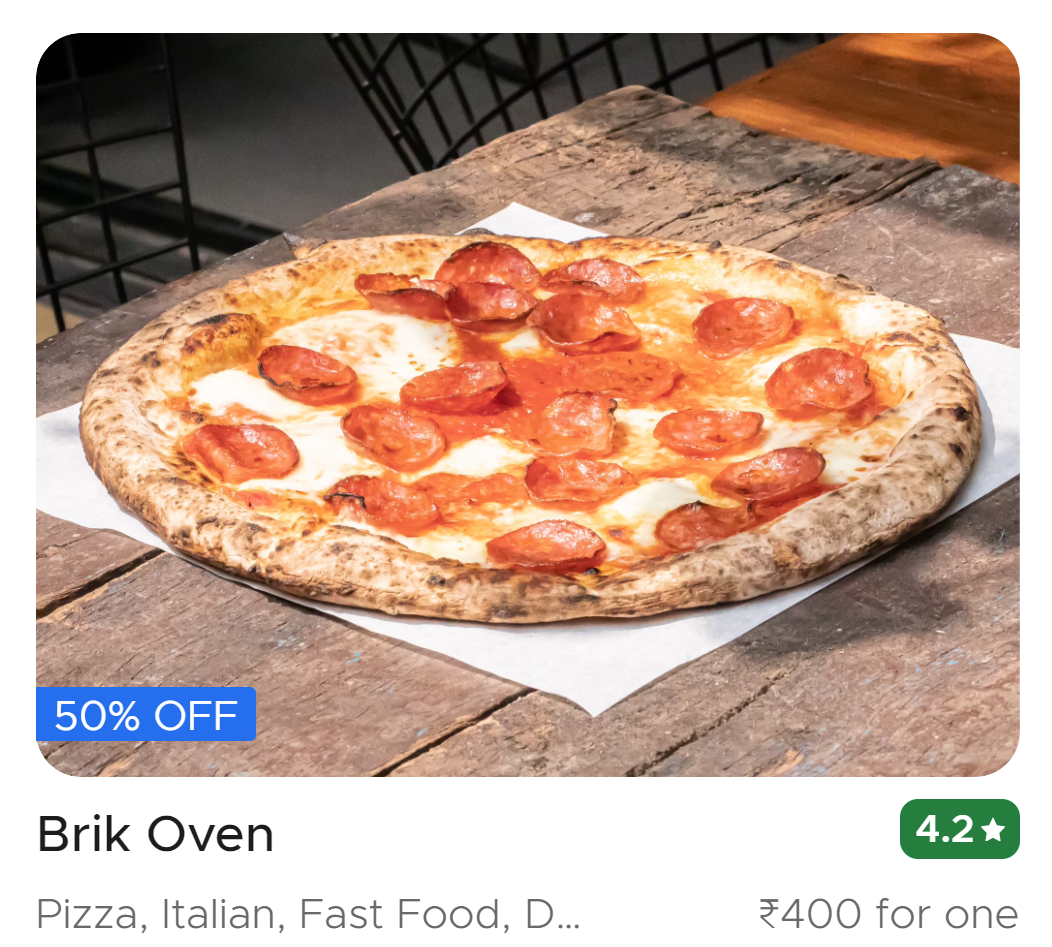 50% OFF
Brik Oven
4.2★
Pizza, Italian, Fast Food, D...
₹400 for one